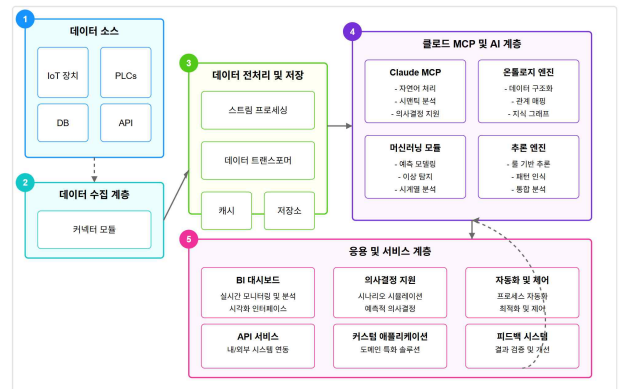 1
데이터 소스
IoT 장치
PLCs
DB
API
2
데이터 수집 계층
커넥터 모듈
3
데이터 전처리 및 저장
스트림 프로세싱
데이터 트랜스포머
캐시
저장소
4
클로드 MCP 및 AI 계층
Claude MCP
- 자연어 처리
- 시맨틱 분석
- 의사결정 지원
온톨로지 엔진
- 데이터 구조화
- 관계 매핑
- 지식 그래프
머신러닝 모듈
- 예측 모델링
- 이상 탐지
- 시계열 분석
추론 엔진
- 룰 기반 추론
- 패턴 인식
- 통합 분석
5
응용 및 서비스 계층
BI 대시보드
실시간 모니터링 및 분석
시각화 인터페이스
의사결정 지원
시나리오 시뮬레이션
예측적 의사결정
자동화 및 제어
프로세스 자동화
최적화 및 제어
API 서비스
내/외부 시스템 연동
커스텀 애플리케이션
도메인 특화 솔루션
피드백 시스템
결과 검증 및 개선